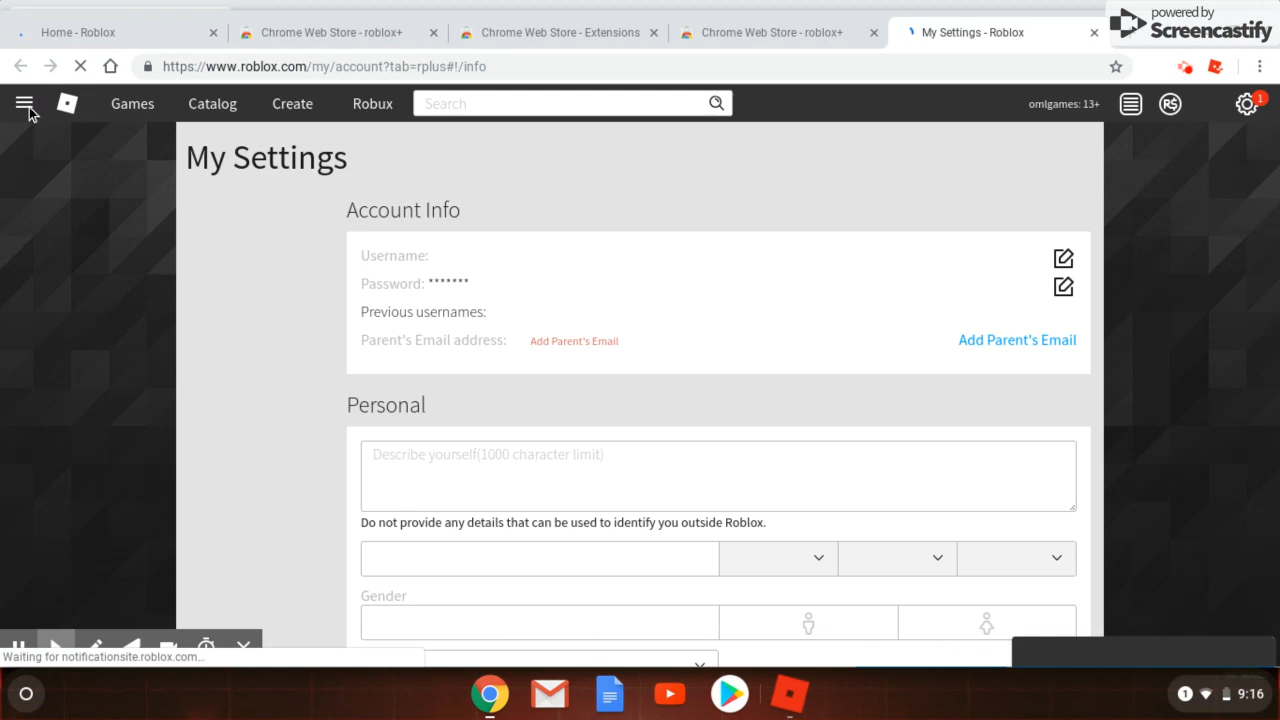 powered by
Screencastify
Home - Roblox
Chrome Web Store - roblox+
Chrome Web Store - Extensions
Chrome Web Store - roblox+
My Settings - Roblox
https://www.roblox.com/my/account?tab=rplus#!/info
Games
Catalog
Create
Robux
Search
omlgames: 13+
R$
1
My Settings
Account Info
Username:
Password: *******
Previous usernames:
Parent's Email address:
Add Parent's Email
Add Parent's Email
Personal
Describe yourself(1000 character limit)
Do not provide any details that can be used to identify you outside Roblox.
Gender
Waiting for notificationsite.roblox.com...
1
9:16